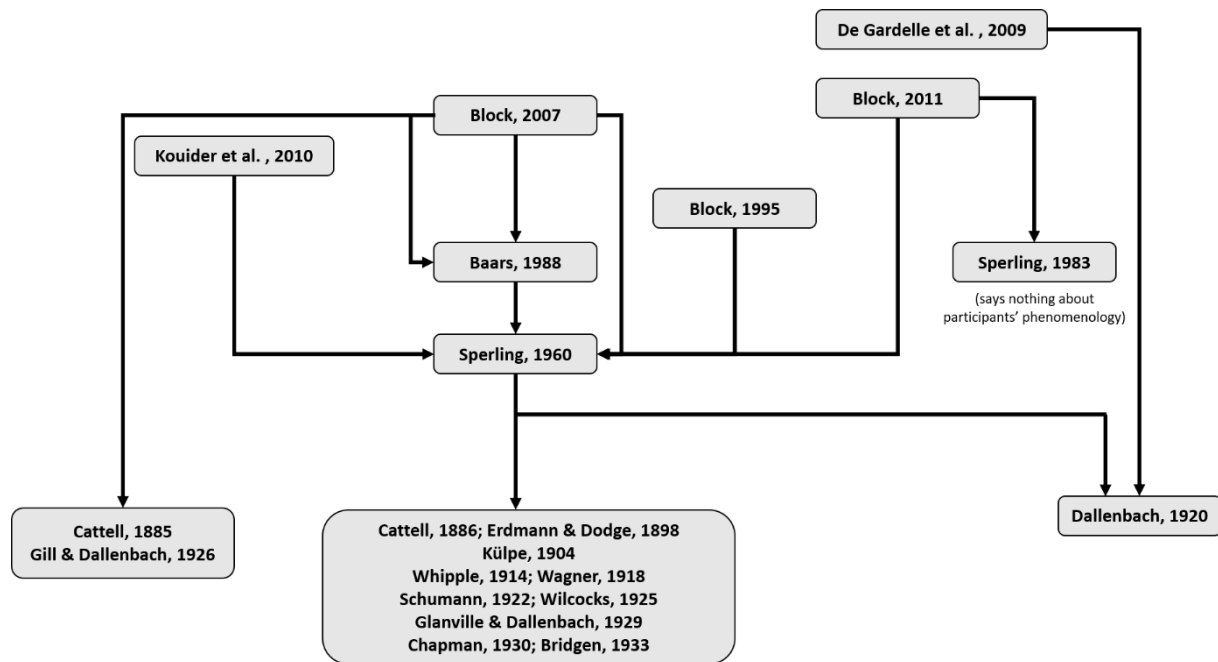 De Gardelle et al. , 2009
Block, 2011
Block, 2007
Kouider et al. , 2010
Block, 1995
Baars, 1988
Sperling, 1983
(says nothing about
participants’ phenomenology)
Sperling, 1960
Cattell, 1885
Gill & Dallenbach, 1926
Cattell, 1886; Erdmann & Dodge, 1898
Külpe, 1904
Whipple, 1914; Wagner, 1918
Schumann, 1922; Wilcocks, 1925
Glanville & Dallenbach, 1929
Chapman, 1930; Bridgen, 1933
Dallenbach, 1920